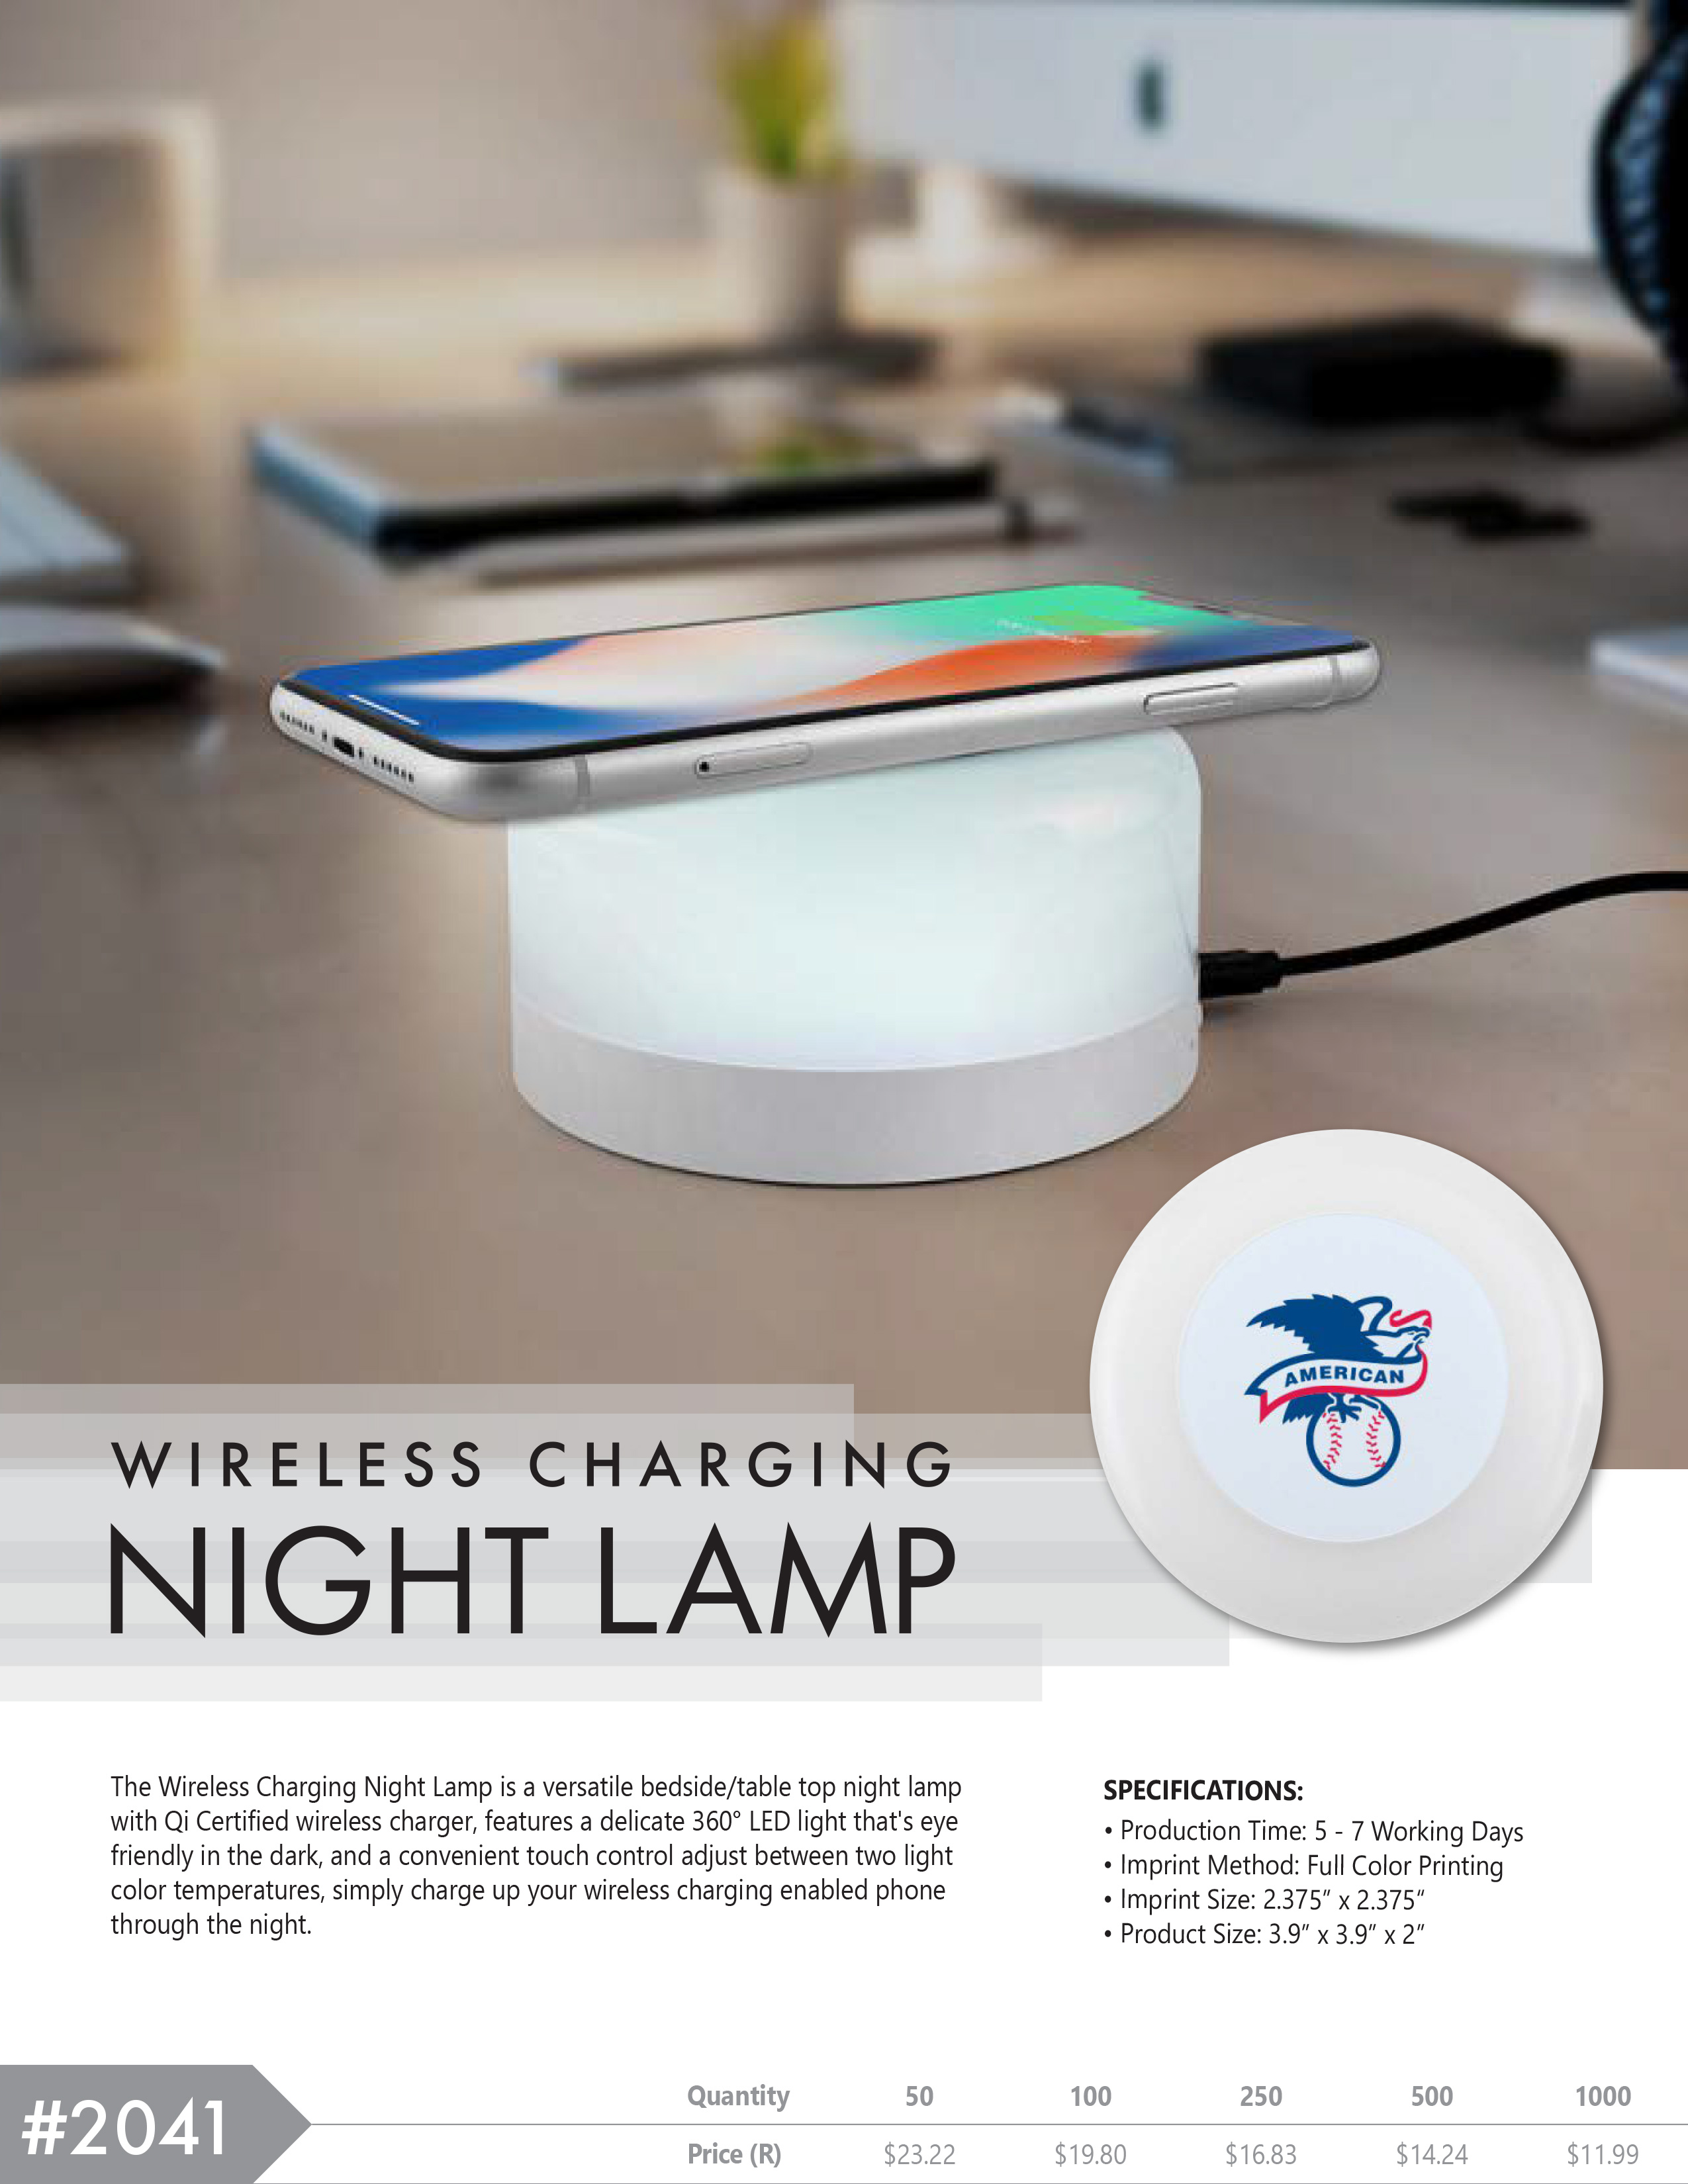 AMERICAN
WIRELESS CHARGING
NIGHT LAMP
The Wireless Charging Night Lamp is a versatile bedside/table top night lamp
with Qi Certified wireless charger, features a delicate 360° LED light that's eye
friendly in the dark, and a convenient touch control adjust between two light
color temperatures, simply charge up your wireless charging enabled phone
through the night.
SPECIFICATIONS:
• Production Time: 5 - 7 Working Days
• Imprint Method: Full Color Printing
• Imprint Size: 2.375” x 2.375“
• Product Size: 3.9” x 3.9” x 2”
#2041
Quantity 50 100 250 500 1000
Price (R) $23.22 $19.80 $16.83 $14.24 $11.99